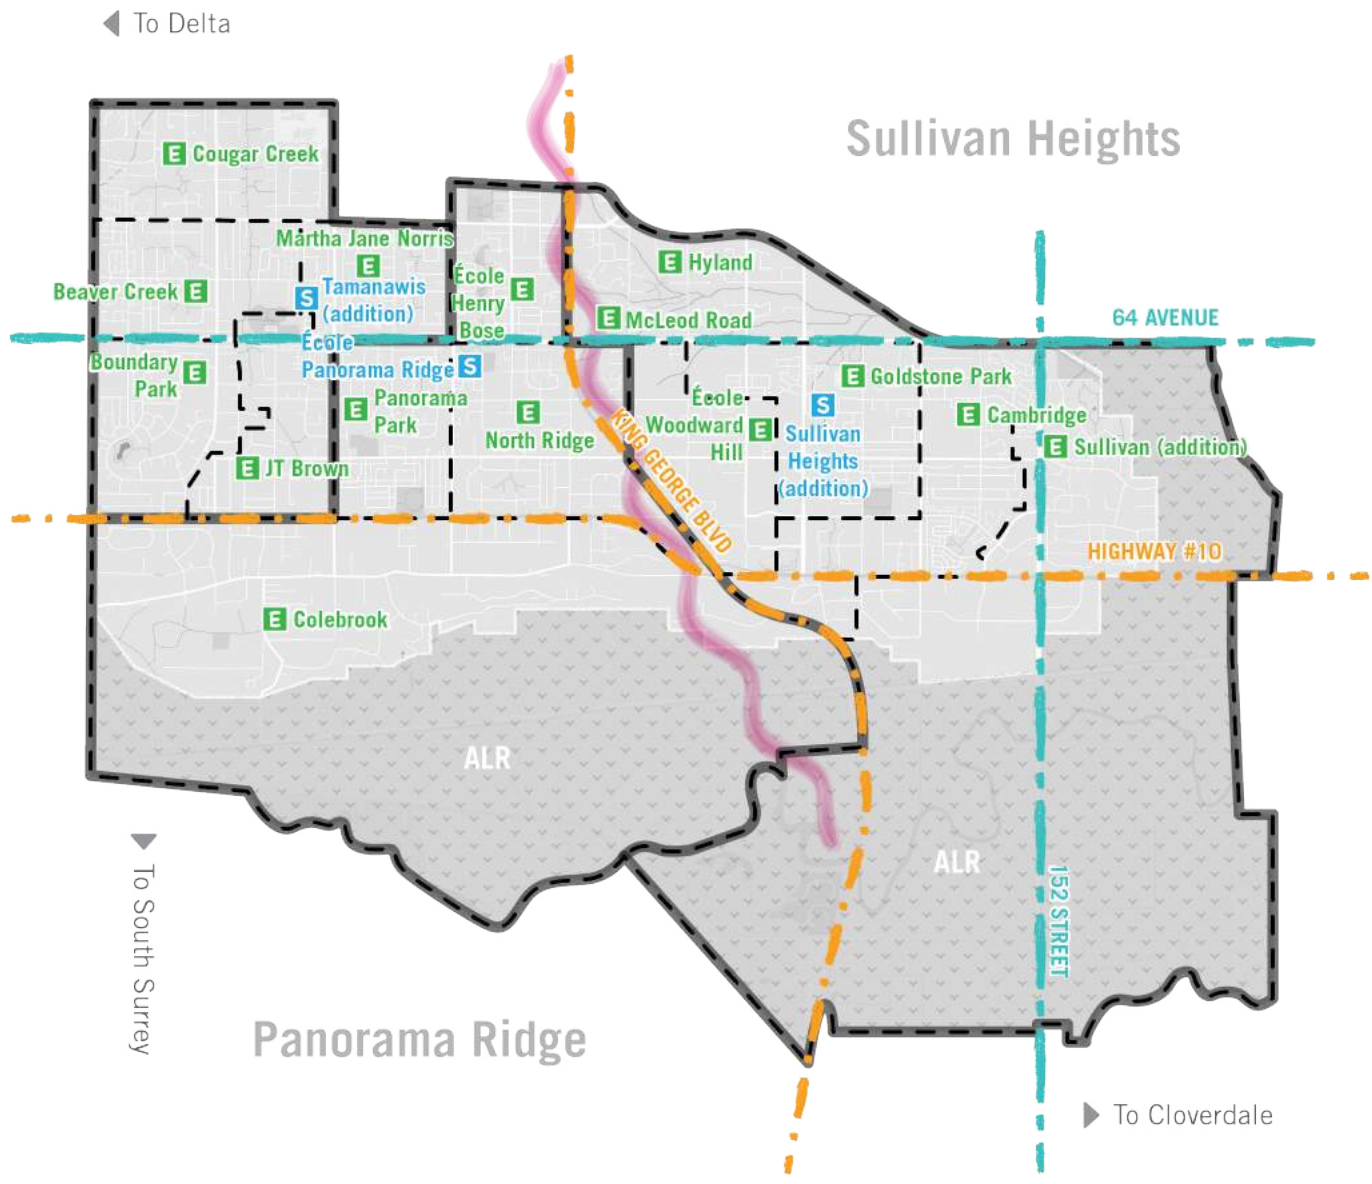 To Delta
Sullivan Heights
E Cougar Creek
Martha Jane Norris
E
Beaver Creek E
S Tamanawis
(addition)
École
Henry
Bose
E
E Hyland
E McLeod Road
64 AVENUE
Boundary
Park
E
École
Panorama Ridge S
E Panorama
Park
E
North Ridge
E JT Brown
KING GEORGE BLVD
École
Woodward
Hill
E
E Goldstone Park
S
Sullivan
Heights
(addition)
E Cambridge
E Sullivan (addition)
HIGHWAY #10
E Colebrook
ALR
ALR
152 STREET
To South Surrey
Panorama Ridge
To Cloverdale